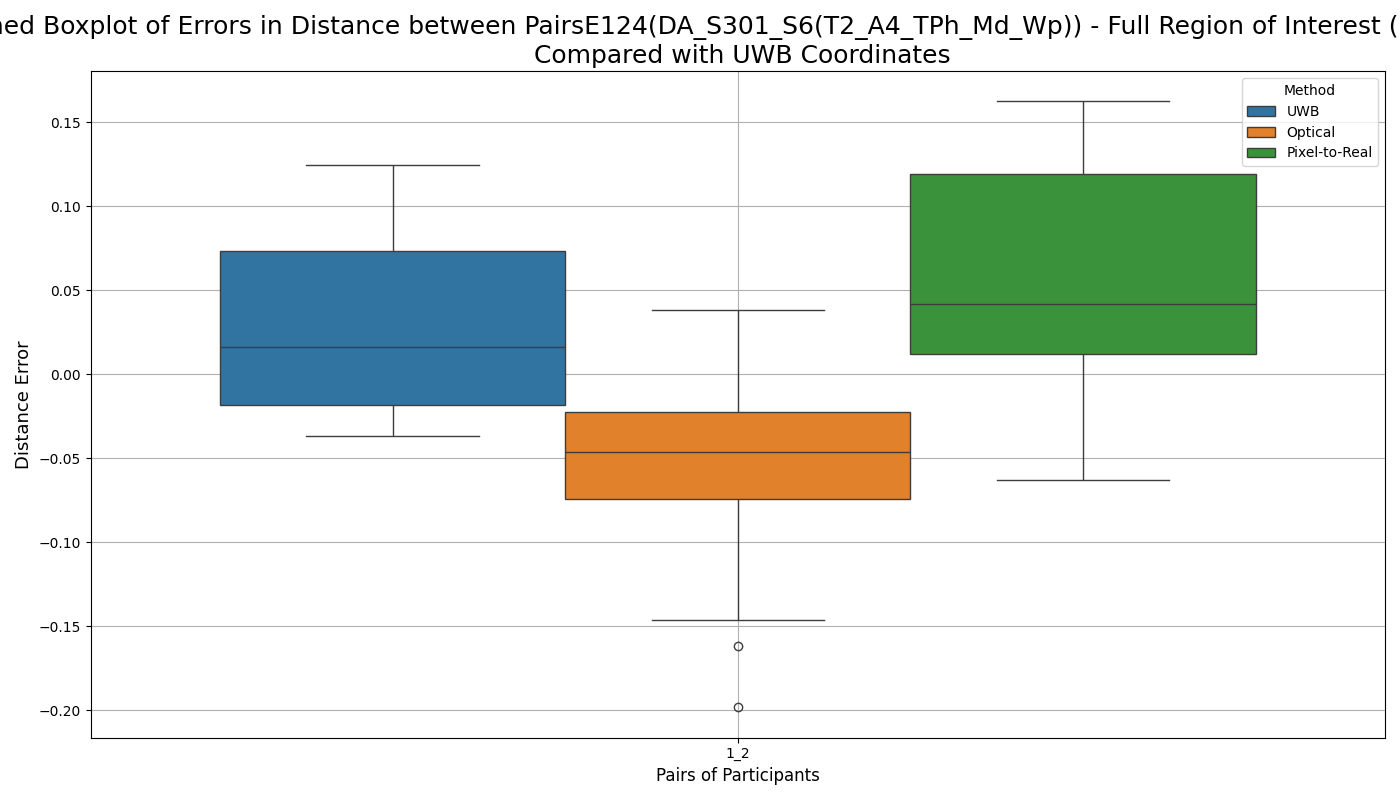 Boxplot of Errors in Distance between PairsE124(DA_S301_S6(T2_A4_TPh_Md_Wp)) - Full Region of Interest (
Compared with UWB Coordinates
Method
UWB
Optical
Pixel-to-Real
0.15
0.10
0.05
0.00
−0.05
−0.10
−0.15
−0.20
Distance Error
1_2
Pairs of Participants